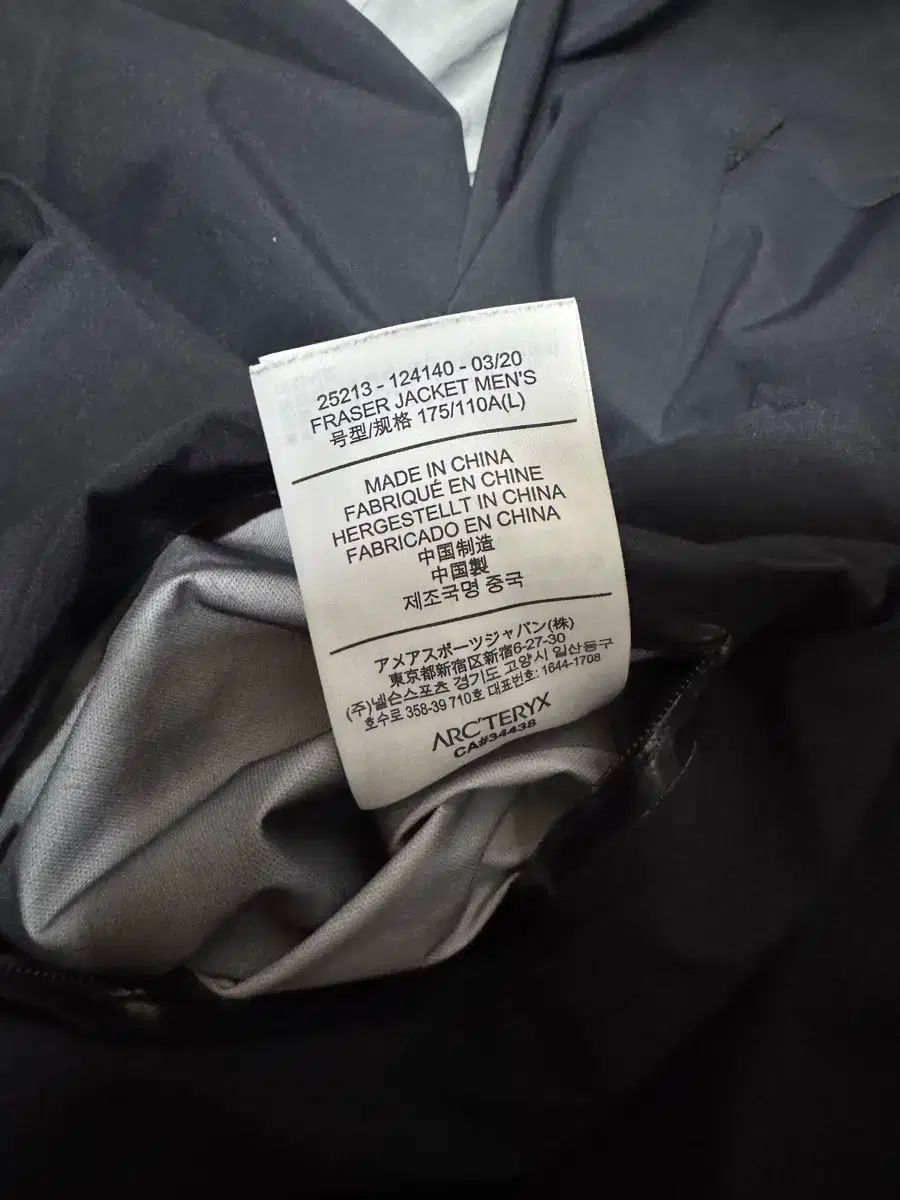 25213 - 124140 - 03/20
FRASER JACKET MEN'S
号型/规格 175/110A(L)
MADE IN CHINA
FABRIQUÉ EN CHINE
HERGESTELLT IN CHINA
FABRICADO EN CHINA
中国制造
中国製
제조국명 중국
アメアスポーツジャパン(株)
東京都新宿区新宿6-27-30
(주)넬슨스포츠 경기도 고양시 일산동구
호수로 358-39 710호 대표번호: 1644-1708
ARC'TERYX
CA#34438